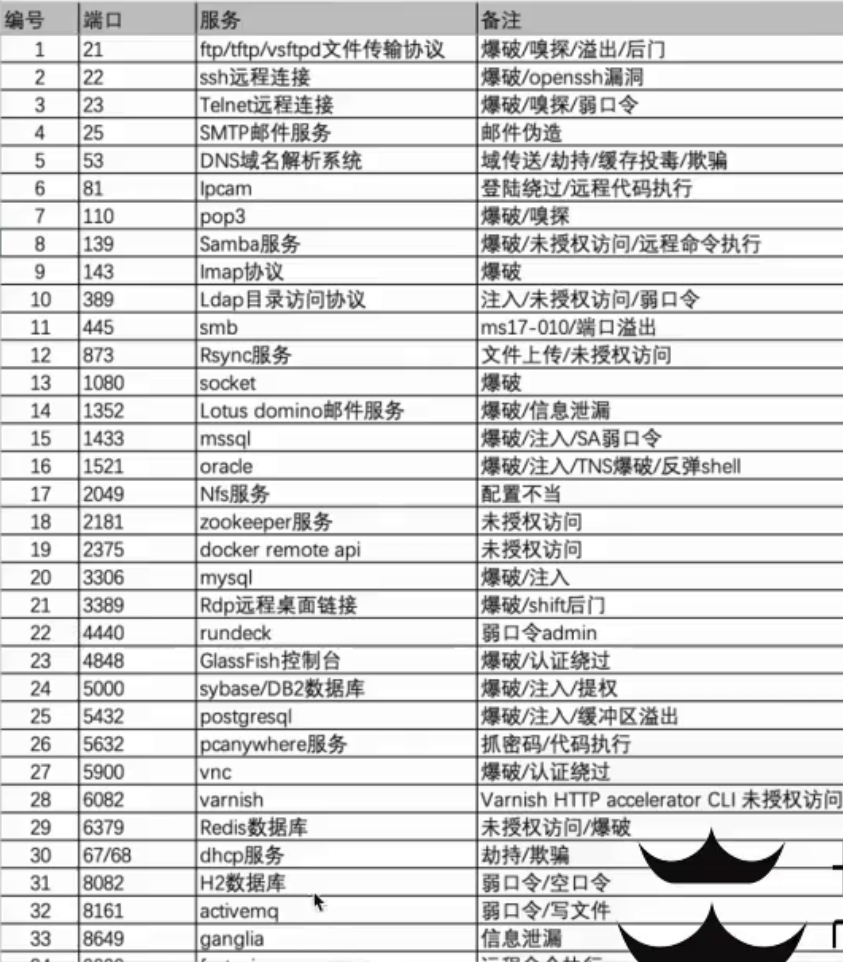 编号 端口 服务 备注
1 21 ftp/tftp/vsftpd文件传输协议 爆破/嗅探/溢出/后门
2 22 ssh远程连接 爆破/openssh漏洞
3 23 Telnet远程连接 爆破/嗅探/弱口令
4 25 SMTP邮件服务 邮件伪造
5 53 DNS域名解析系统 域传送/劫持/缓存投毒/欺骗
6 81 Ipcam 登陆绕过/远程代码执行
7 110 pop3 爆破/嗅探
8 139 Samba服务 爆破/未授权访问/远程命令执行
9 143 Imap协议 爆破
10 389 Ldap目录访问协议 注入/未授权访问/弱口令
11 445 smb ms17-010/端口溢出
12 873 Rsync服务 文件上传/未授权访问
13 1080 socket 爆破
14 1352 Lotus domino邮件服务 爆破/信息泄漏
15 1433 mssql 爆破/注入/SA弱口令
16 1521 oracle 爆破/注入/TNS爆破/反弹shell
17 2049 Nfs服务 配置不当
18 2181 zookeeper服务 未授权访问
19 2375 docker remote api 未授权访问
20 3306 mysql 爆破/注入
21 3389 Rdp远程桌面链接 爆破/shift后门
22 4440 rundeck 弱口令admin
23 4848 GlassFish控制台 爆破/认证绕过
24 5000 sybase/DB2数据库 爆破/注入/提权
25 5432 postgresql 爆破/注入/缓冲区溢出
26 5632 pcanywhere服务 抓密码/代码执行
27 5900 vnc 爆破/认证绕过
28 6082 varnish Varnish HTTP accelerator CLI 未授权访问
29 6379 Redis数据库 未授权访问/爆破
30 67/68 dhcp服务 劫持/欺骗
31 8082 H2数据库 弱口令/空口令
32 8161 activemq 弱口令/写文件
33 8649 ganglia 信息泄漏